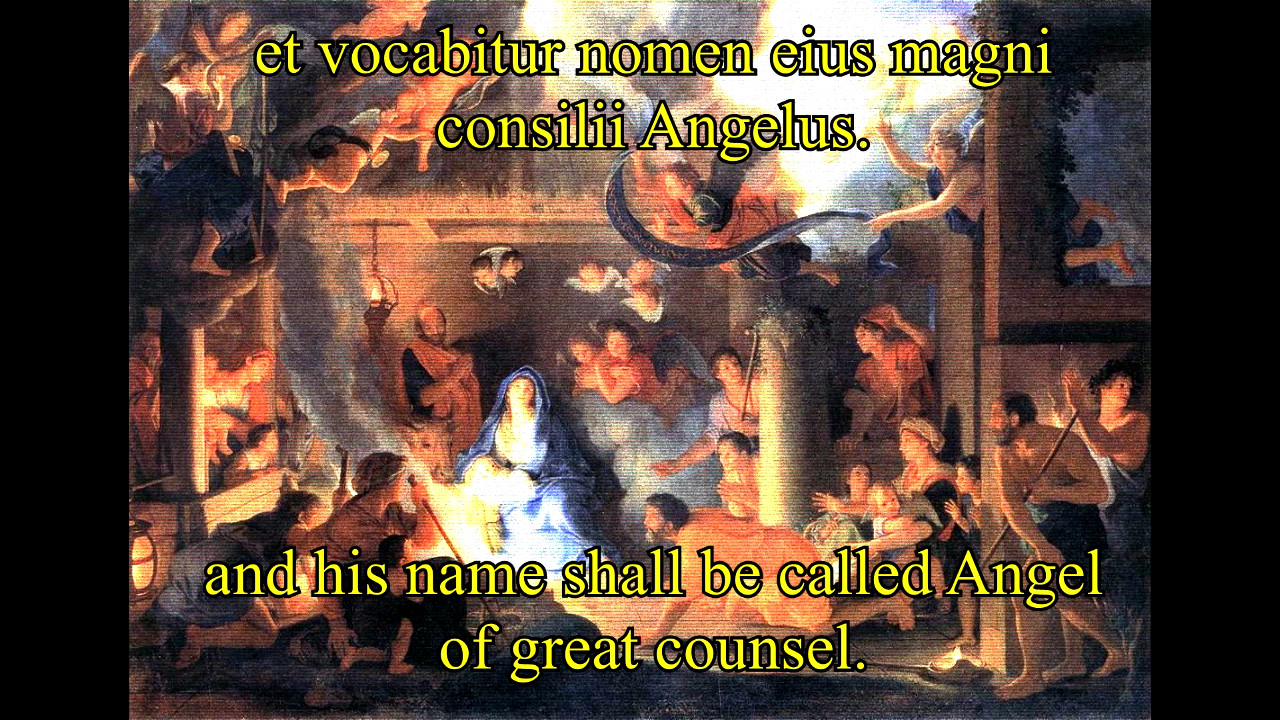 et vocabitur nomen eius magni
consilii Angelus.
and his name shall be called Angel
of great counsel.